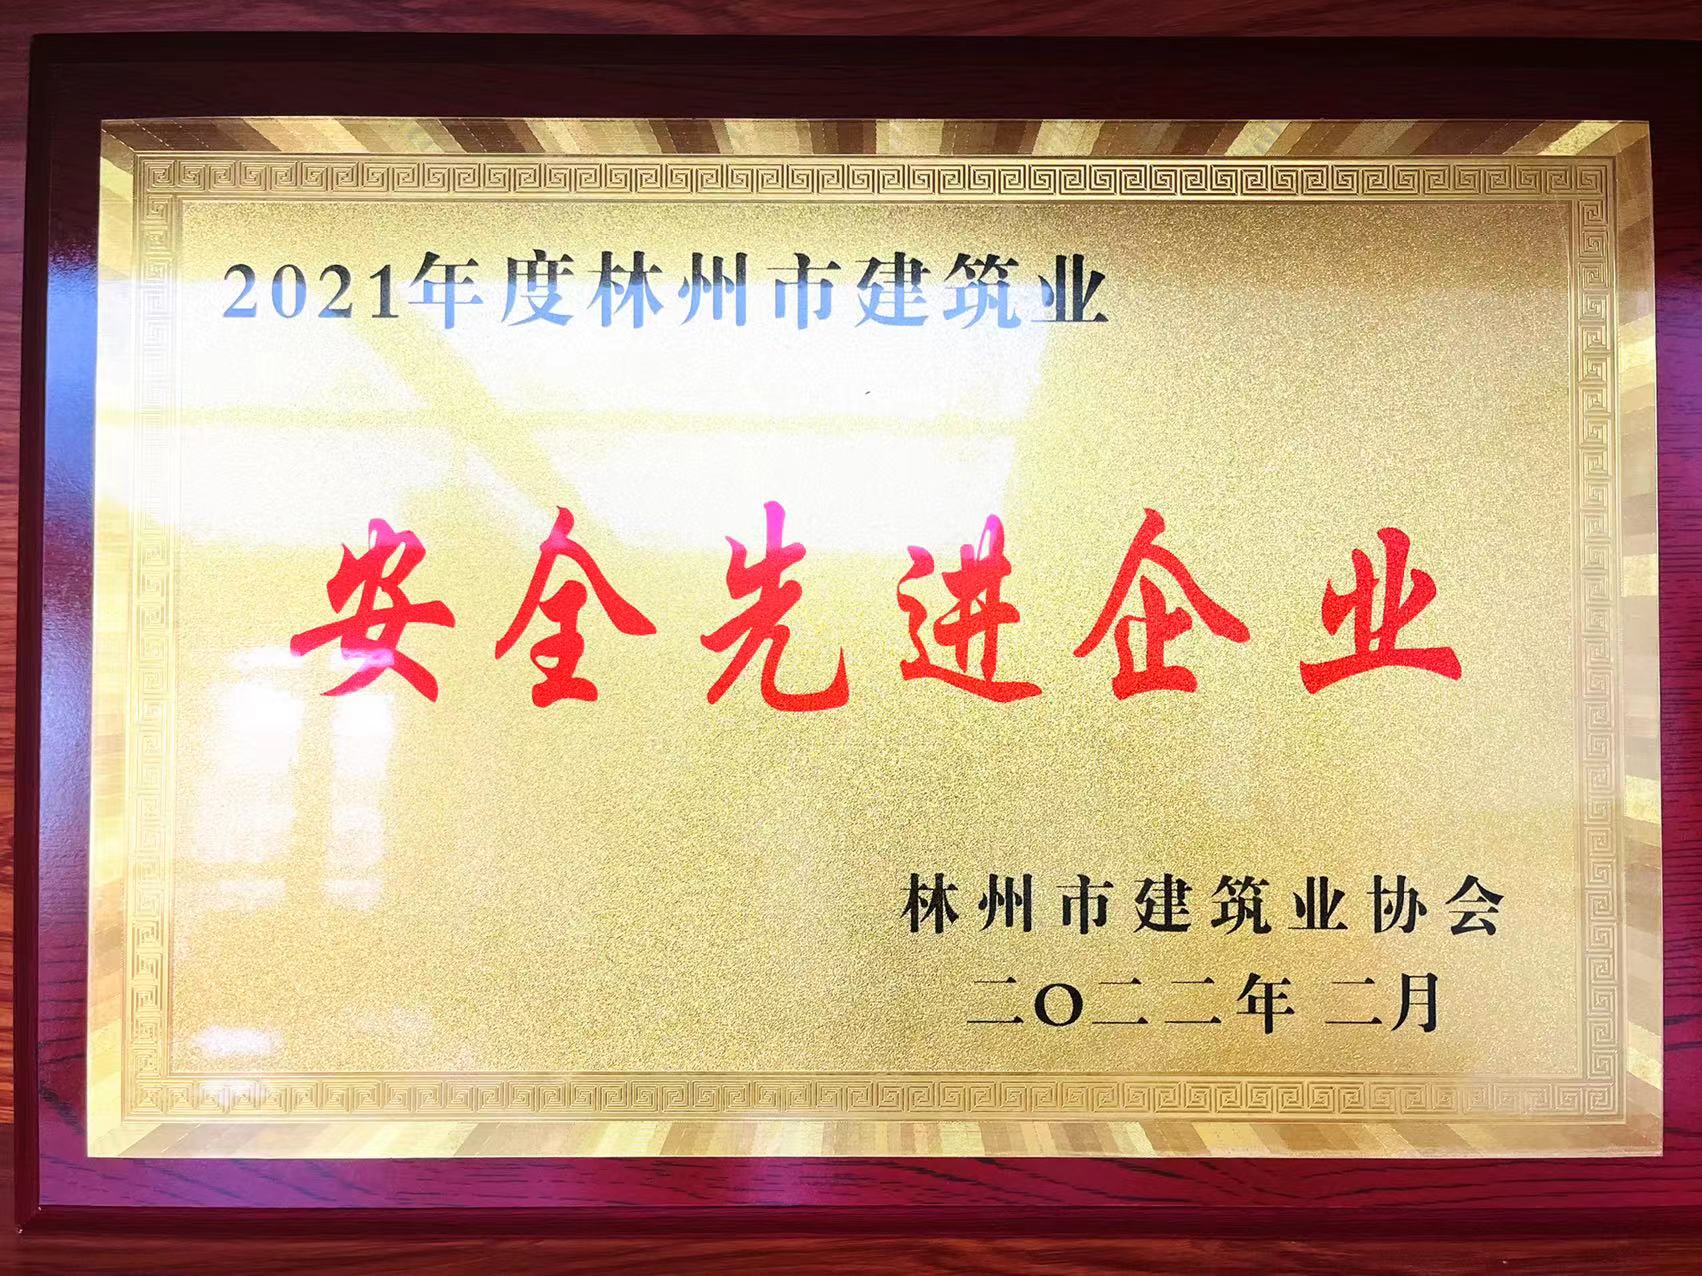 2021年度林州市建筑业
安全先进企业
林州市建筑业协会
二〇二二年 二月